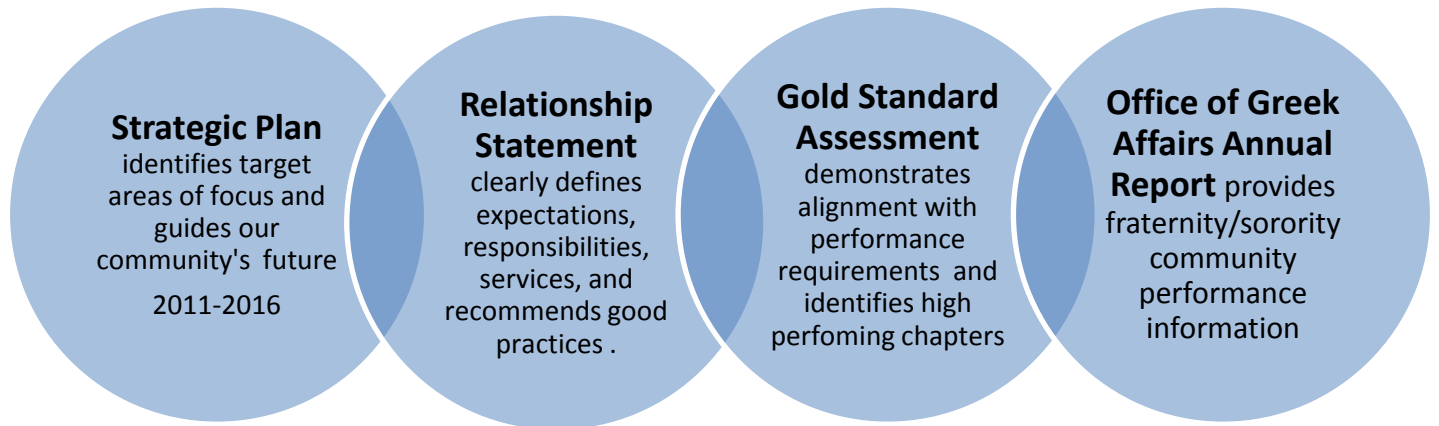 Strategic Plan
identifies target
areas of focus and
guides our
community's future
2011-2016
Relationship
Statement
clearly defines
expectations,
responsibilities,
services, and
recommends good
practices .
Gold Standard
Assessment
demonstrates
alignment with
performance
requirements and
identifies high
perfoming chapters
Office of Greek
Affairs Annual
Report provides
fraternity/sorority
community
performance
information